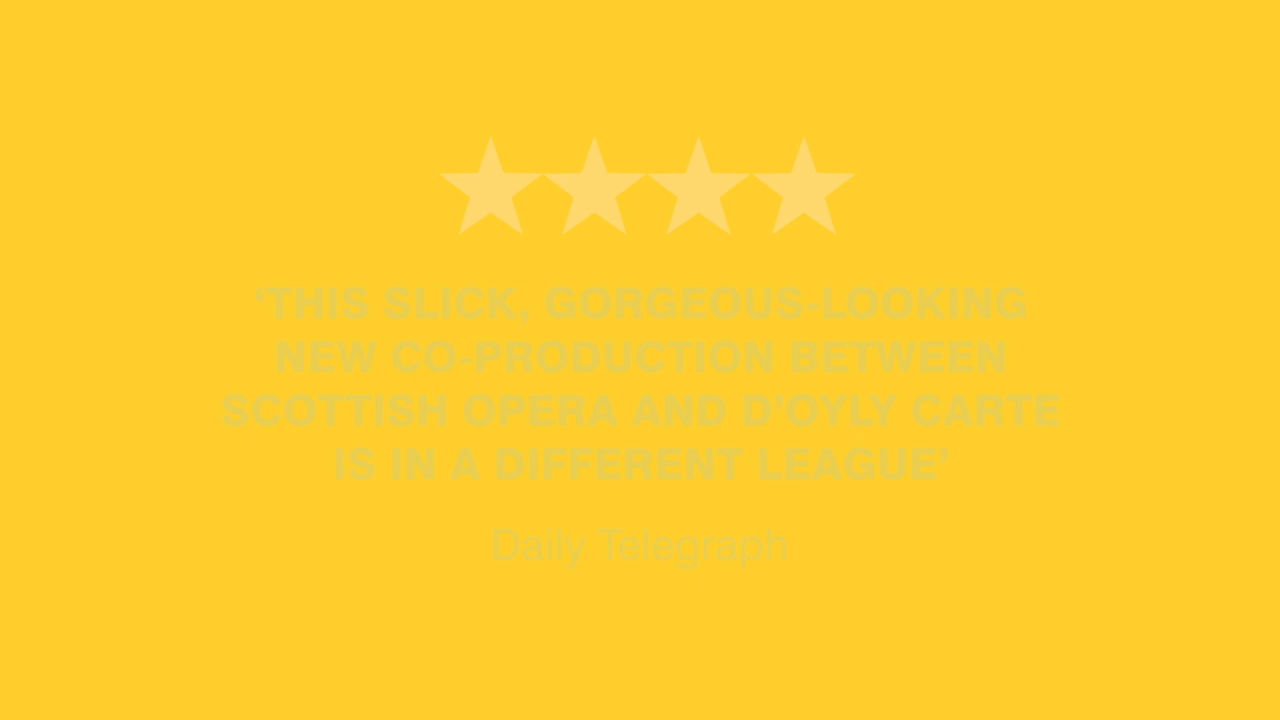 ‘THIS SLICK, GORGEOUS-LOOKING
NEW CO-PRODUCTION BETWEEN
SCOTTISH OPERA AND D’OYLY CARTE
IS IN A DIFFERENT LEAGUE’
Daily Telegraph